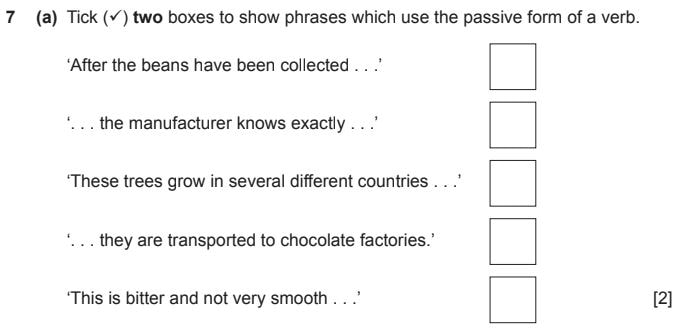 7 (a) Tick (✓) two boxes to show phrases which use the passive form of a verb.
‘After the beans have been collected . . .’
‘. . . the manufacturer knows exactly . . .’
‘These trees grow in several different countries . . .’
‘. . . they are transported to chocolate factories.’
‘This is bitter and not very smooth . . .’ [2]